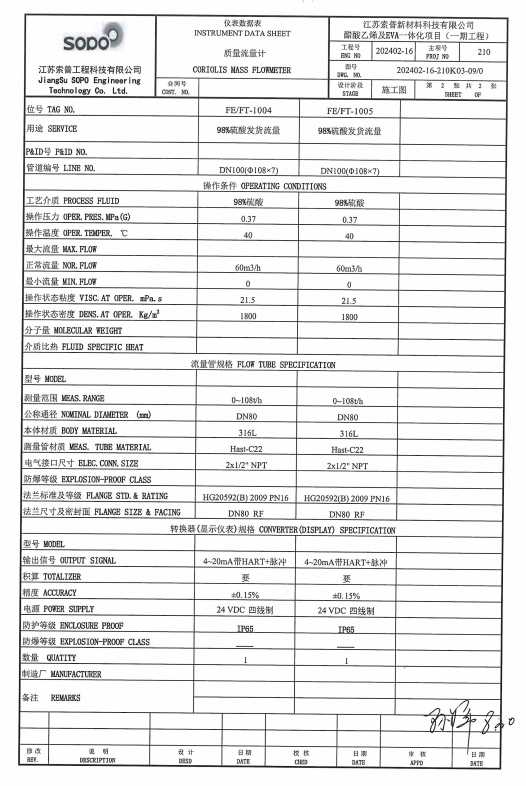 SOPO
江苏索普工程科技有限公司
JiangSu SOPO Engineering
Technology Co. Ltd.
仪表数据表
INSTRUMENT DATA SHEET
质量流量计
CORIOLIS MASS FLOWMETER
合同号
CONT. NO.
江苏索普新材料科技有限公司
醋酸乙烯及EVA一体化项目（一期工程）
工程号 ENG NO 202402-16 主项号 PROJ NO 210
图号 DWG. NO. 202402-16-210K03-09/0
设计阶段 STAGE 施工图 第 2 张 共 2 张 SHEET OF
位号 TAG NO. FE/FT-1004 FE/FT-1005
用途 SERVICE 98%硫酸发货流量 98%硫酸发货流量
P&ID号 P&ID NO.
管道编号 LINE NO. DN100(Φ108×7) DN100(Φ108×7)
操作条件 OPERATING CONDITIONS
工艺介质 PROCESS FLUID 98%硫酸 98%硫酸
操作压力 OPER.PRES.MPa(G) 0.37 0.37
操作温度 OPER.TEMPER. ℃ 40 40
最大流量 MAX.FLOW
正常流量 NOR.FLOW 60m3/h 60m3/h
最小流量 MIN.FLOW 0 0
操作状态粘度 VISC.AT OPER. mPa.s 21.5 21.5
操作状态密度 DENS.AT OPER. Kg/m³ 1800 1800
分子量 MOLECULAR WEIGHT
介质比热 FLUID SPECIFIC HEAT
流量管规格 FLOW TUBE SPECIFICATION
型号 MODEL
测量范围 MEAS.RANGE 0~108t/h 0~108t/h
公称通径 NOMINAL DIAMETER (mm) DN80 DN80
本体材质 BODY MATERIAL 316L 316L
测量管材质 MEAS. TUBE MATERIAL Hast-C22 Hast-C22
电气接口尺寸 ELEC.CONN.SIZE 2x1/2" NPT 2x1/2" NPT
防爆等级 EXPLOSION-PROOF CLASS
法兰标准及等级 FLANGE STD.& RATING HG20592(B) 2009 PN16 HG20592(B) 2009 PN16
法兰尺寸及密封面 FLANGE SIZE & FACING DN80 RF DN80 RF
转换器(显示仪表)规格 CONVERTER(DISPLAY) SPECIFICATION
型号 MODEL
输出信号 OUTPUT SIGNAL 4~20mA带HART+脉冲 4~20mA带HART+脉冲
积算 TOTALIZER 要 要
精度 ACCURACY ±0.15% ±0.15%
电源 POWER SUPPLY 24 VDC 四线制 24 VDC 四线制
防护等级 ENCLOSURE PROOF IP65 IP65
防爆等级 EXPLOSION-PROOF CLASS —— ——
数量 QUATITY 1 1
制造厂 MANUFACTURER
备注 REMARKS
修改 说明 设计 日期 校核 日期 审核 日期
REV. DESCRIPTION DESD DATE CHED DATE APPD DATE